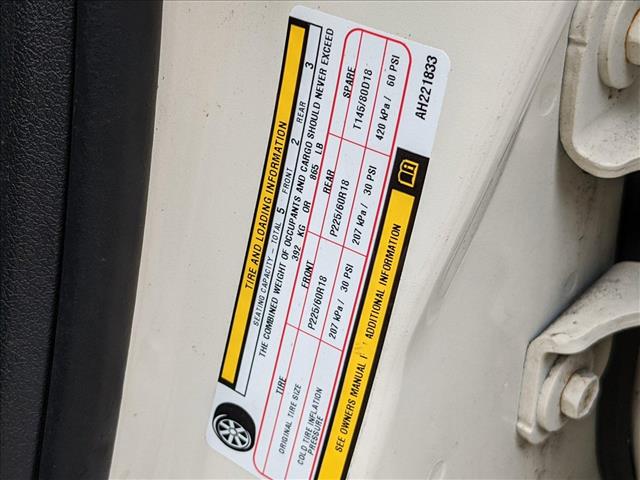 TIRE AND LOADING INFORMATION
SEATING CAPACITY - TOTAL 5 FRONT 2 REAR 3
THE COMBINED WEIGHT OF OCCUPANTS AND CARGO SHOULD NEVER EXCEED
392 KG OR 865 LB
TIRE FRONT REAR SPARE
ORIGINAL TIRE SIZE P225/60R18 P225/60R18 T145/80D18
COLD TIRE INFLATION PRESSURE 207 kPa / 30 PSI 207 kPa / 30 PSI 420 kPa / 60 PSI
SEE OWNERS MANUAL ADDITIONAL INFORMATION
AH221833